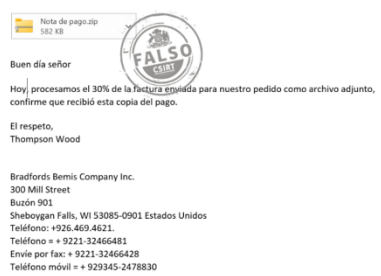 Nota de pago.zip
582 KB
FALSO
CSIRT
Buen día señor
Hoy, procesamos el 30% de la factura enviada para nuestro pedido como archivo adjunto,
confirme que recibió esta copia del pago.
El respeto,
Thompson Wood
Bradfords Bemis Company Inc.
300 Mill Street
Buzón 901
Sheboygan Falls, WI 53085-0901 Estados Unidos
Teléfono: +926.469.4621.
Teléfono = + 9221-32466481
Envíe por fax: + 9221-32466428
Teléfono móvil = + 929345-2478830